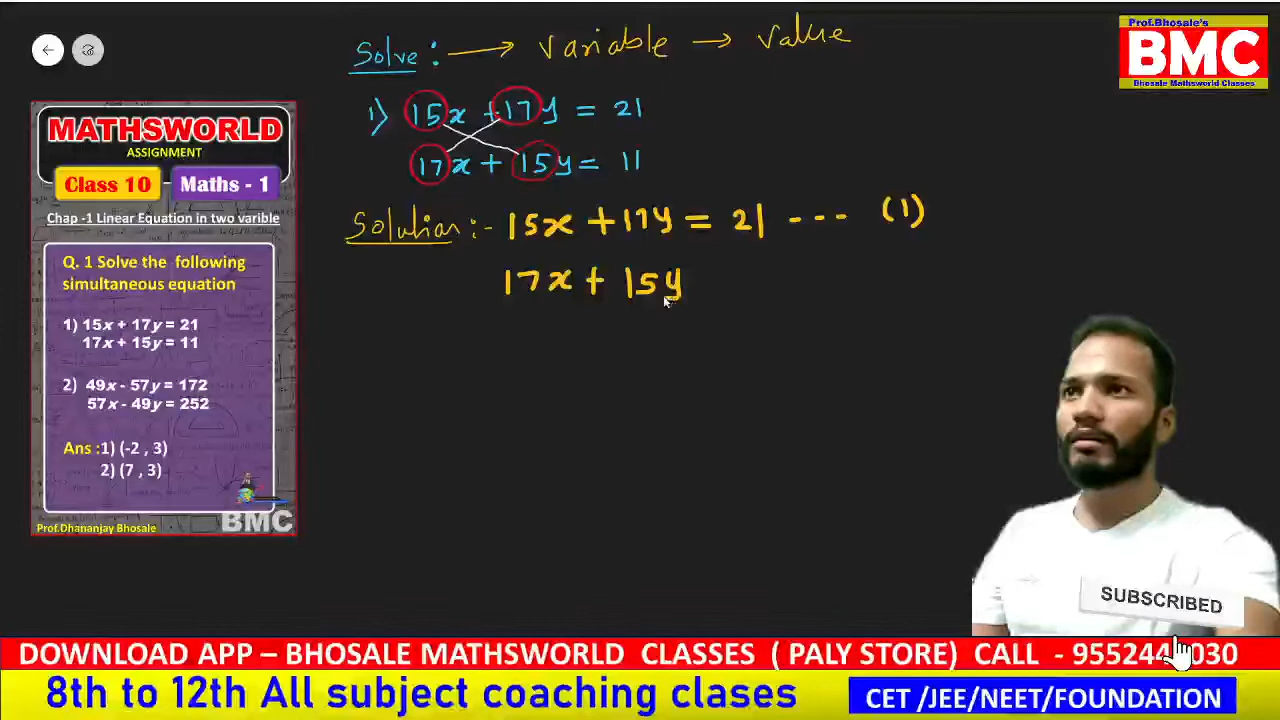 Solve : → variable → value
1) 15x + 17y = 21
17x + 15y = 11
Solution :- 15x + 17y = 21 --- (1)
17x + 15y
Prof.Bhosale's
BMC
Bhosale Mathsworld Classes
MATHSWORLD
ASSIGNMENT
Class 10 Maths - 1
Chap -1 Linear Equation in two varible
Q. 1 Solve the following
simultaneous equation
1) 15x + 17y = 21
17x + 15y = 11
2) 49x - 57y = 172
57x - 49y = 252
Ans :1) (-2 , 3)
2) (7 , 3)
BMC
Prof.Dhananjay Bhosale
SUBSCRIBED
DOWNLOAD APP – BHOSALE MATHSWORLD CLASSES ( PALY STORE) CALL - 955244 030
8th to 12th All subject coaching clases
CET /JEE/NEET/FOUNDATION